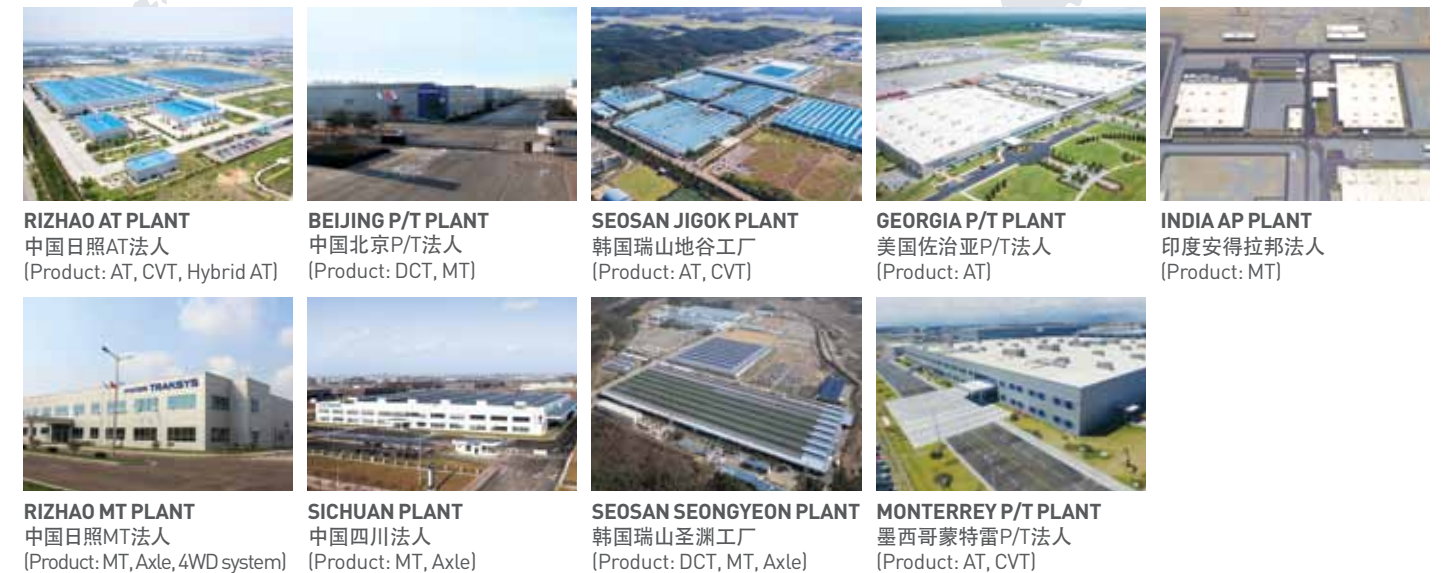 RIZHAO AT PLANT
中国日照AT法人
(Product: AT, CVT, Hybrid AT)
BEIJING P/T PLANT
中国北京P/T法人
(Product: DCT, MT)
SEOSAN JIGOK PLANT
韩国瑞山地谷工厂
(Product: AT, CVT)
GEORGIA P/T PLANT
美国佐治亚P/T法人
(Product: AT)
INDIA AP PLANT
印度安得拉邦法人
(Product: MT)
TRANSYS
RIZHAO MT PLANT
中国日照MT法人
(Product: MT, Axle, 4WD system)
SICHUAN PLANT
中国四川法人
(Product: MT, Axle)
SEOSAN SEONGYEON PLANT
韩国瑞山圣渊工厂
(Product: DCT, MT, Axle)
MONTERREY P/T PLANT
墨西哥蒙特雷P/T法人
(Product: AT, CVT)